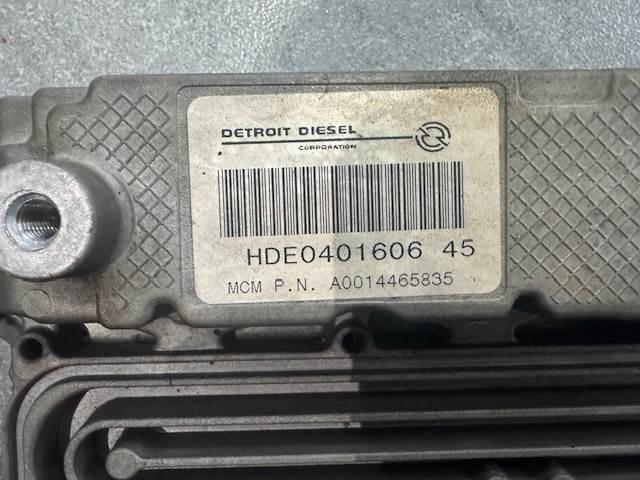 DETROIT DIESEL
CORPORATION
HDE0401606 45
MCM P.N. A0014465835